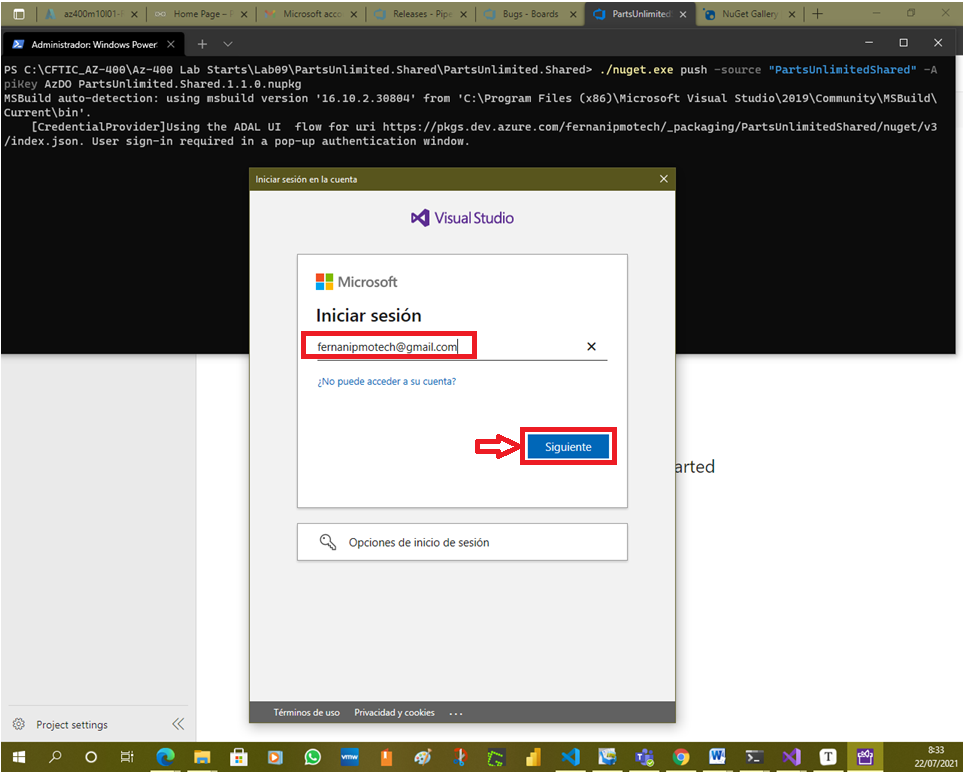 az400m10l01-
Home Page –
Microsoft acc
Releases - Pipe
Bugs - Boards
PartsUnlimited.
NuGet Gallery
Administrador: Windows Power
PS C:\CFTIC_AZ-400\Az-400 Lab Starts\Lab09\PartsUnlimited.Shared\PartsUnlimited.Shared> ./nuget.exe push -source "PartsUnlimitedShared" -A
piKey AzDO PartsUnlimited.Shared.1.1.0.nupkg
MSBuild auto-detection: using msbuild version '16.10.2.30804' from 'C:\Program Files (x86)\Microsoft Visual Studio\2019\Community\MSBuild\
Current\bin'.
[CredentialProvider]Using the ADAL UI flow for uri https://pkgs.dev.azure.com/fernanipmotech/_packaging/PartsUnlimitedShared/nuget/v3
/index.json. User sign-in required in a pop-up authentication window.
Iniciar sesión en la cuenta
Visual Studio
Microsoft
Iniciar sesión
fernanipmotech@gmail.com
¿No puede acceder a su cuenta?
Siguiente
arted
Opciones de inicio de sesión
Términos de uso Privacidad y cookies ...
Project settings
vmw
8:33
22/07/2021